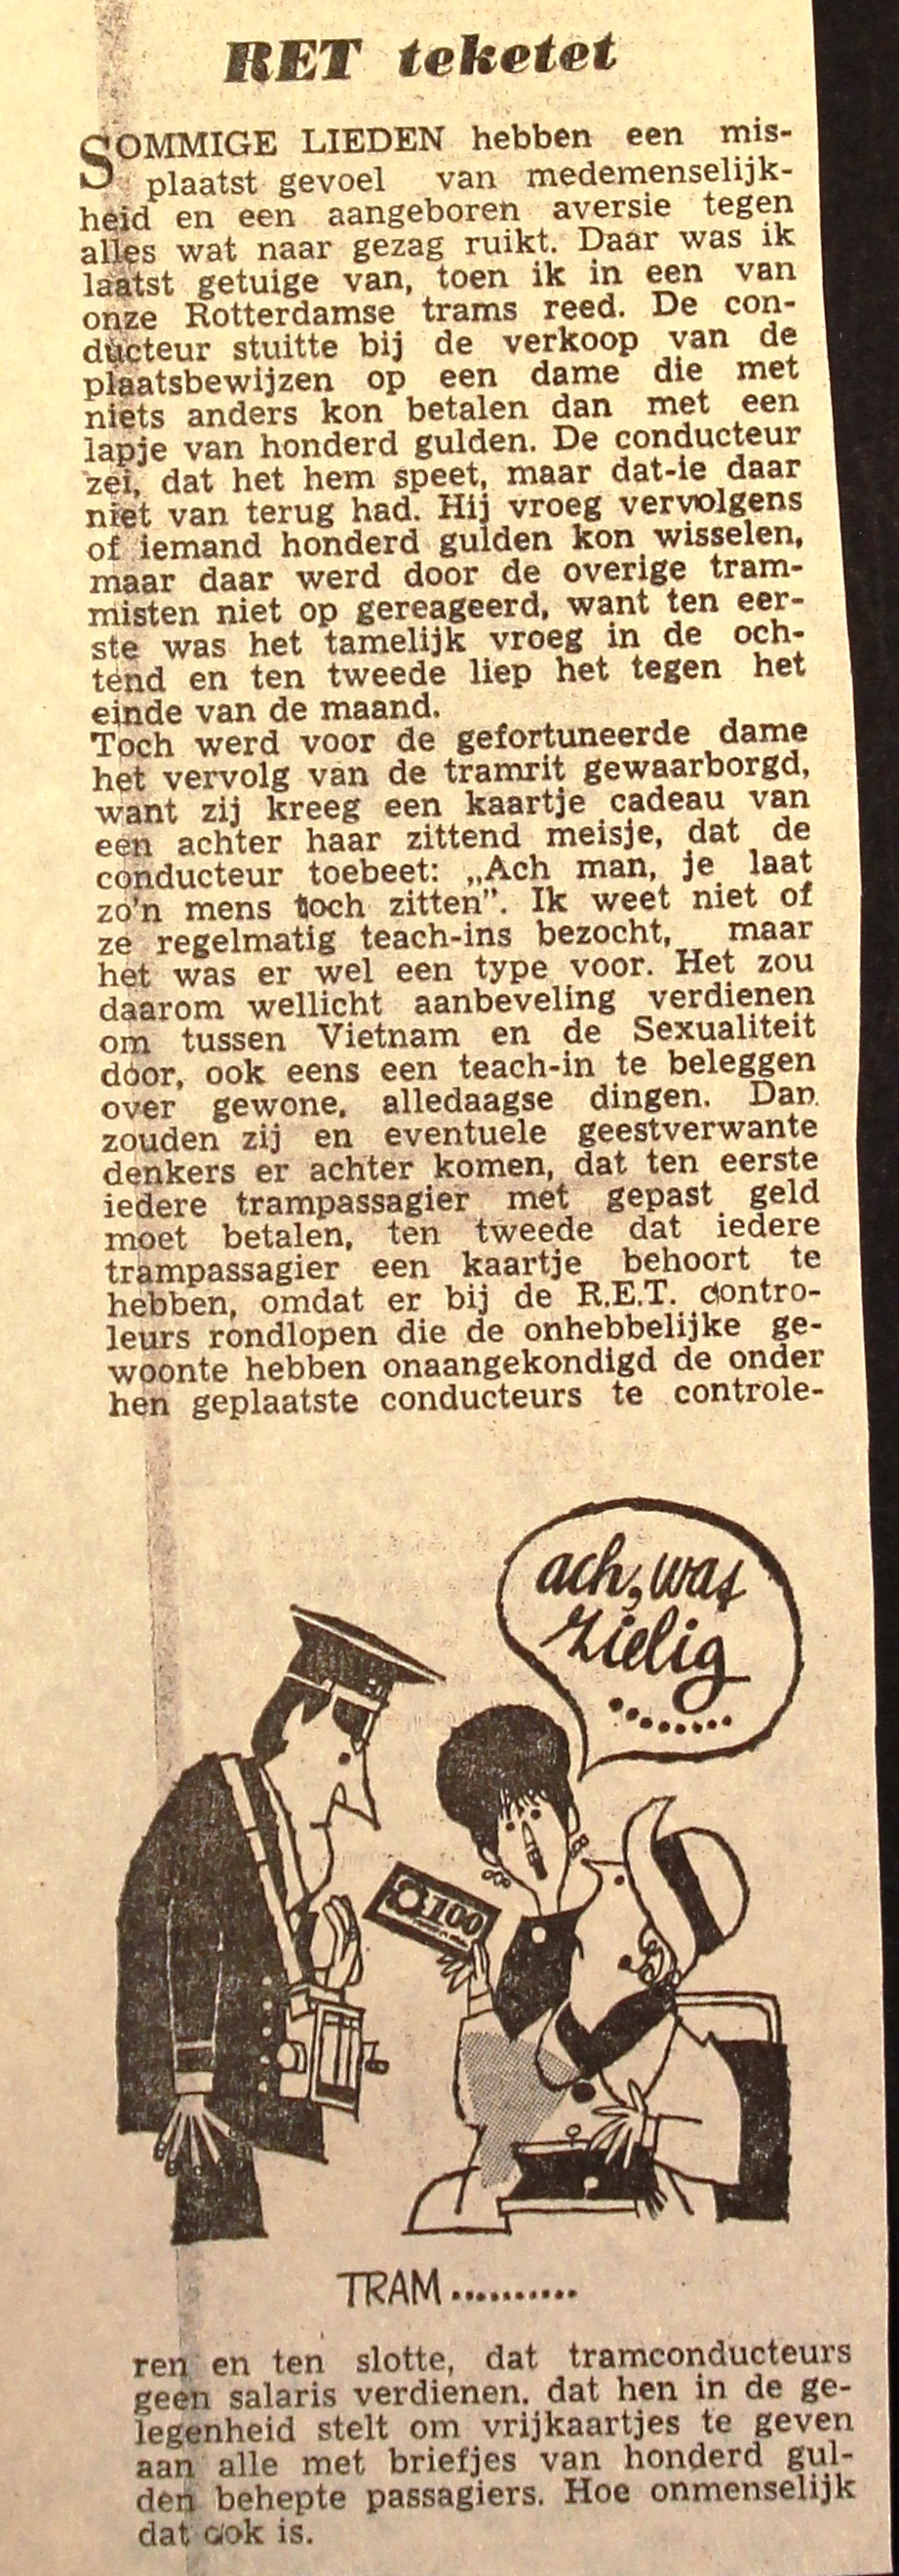 RET teketet
SOMMIGE LIEDEN hebben een mis-
plaatst gevoel van medemenselijk-
heid en een aangeboren aversie tegen
alles wat naar gezag ruikt. Daar was ik
laatst getuige van, toen ik in een van
onze Rotterdamse trams reed. De con-
ducteur stuitte bij de verkoop van de
plaatsbewijzen op een dame die met
niets anders kon betalen dan met een
lapje van honderd gulden. De conducteur
zei, dat het hem speet, maar dat-ie daar
niet van terug had. Hij vroeg vervolgens
of iemand honderd gulden kon wisselen,
maar daar werd door de overige tram-
misten niet op gereageerd, want ten eer-
ste was het tamelijk vroeg in de och-
tend en ten tweede liep het tegen het
einde van de maand.
Toch werd voor de gefortuneerde dame
het vervolg van de tramrit gewaarborgd,
want zij kreeg een kaartje cadeau van
een achter haar zittend meisje, dat de
conducteur toebeet: „Ach man, je laat
zo'n mens toch zitten”. Ik weet niet of
ze regelmatig teach-ins bezocht, maar
het was er wel een type voor. Het zou
daarom wellicht aanbeveling verdienen
om tussen Vietnam en de Sexualiteit
door, ook eens een teach-in te beleggen
over gewone, alledaagse dingen. Dan
zouden zij en eventuele geestverwante
denkers er achter komen, dat ten eerste
iedere trampassagier met gepast geld
moet betalen, ten tweede dat iedere
trampassagier een kaartje behoort te
hebben, omdat er bij de R.E.T. contro-
leurs rondlopen die de onhebbelijke ge-
woonte hebben onaangekondigd de onder
hen geplaatste conducteurs te controle-
ach, wat
zielig
........
100
TRAM..........
ren en ten slotte, dat tramconducteurs
geen salaris verdienen. dat hen in de ge-
legenheid stelt om vrijkaartjes te geven
aan alle met briefjes van honderd gul-
den behepte passagiers. Hoe onmenselijk
dat ook is.